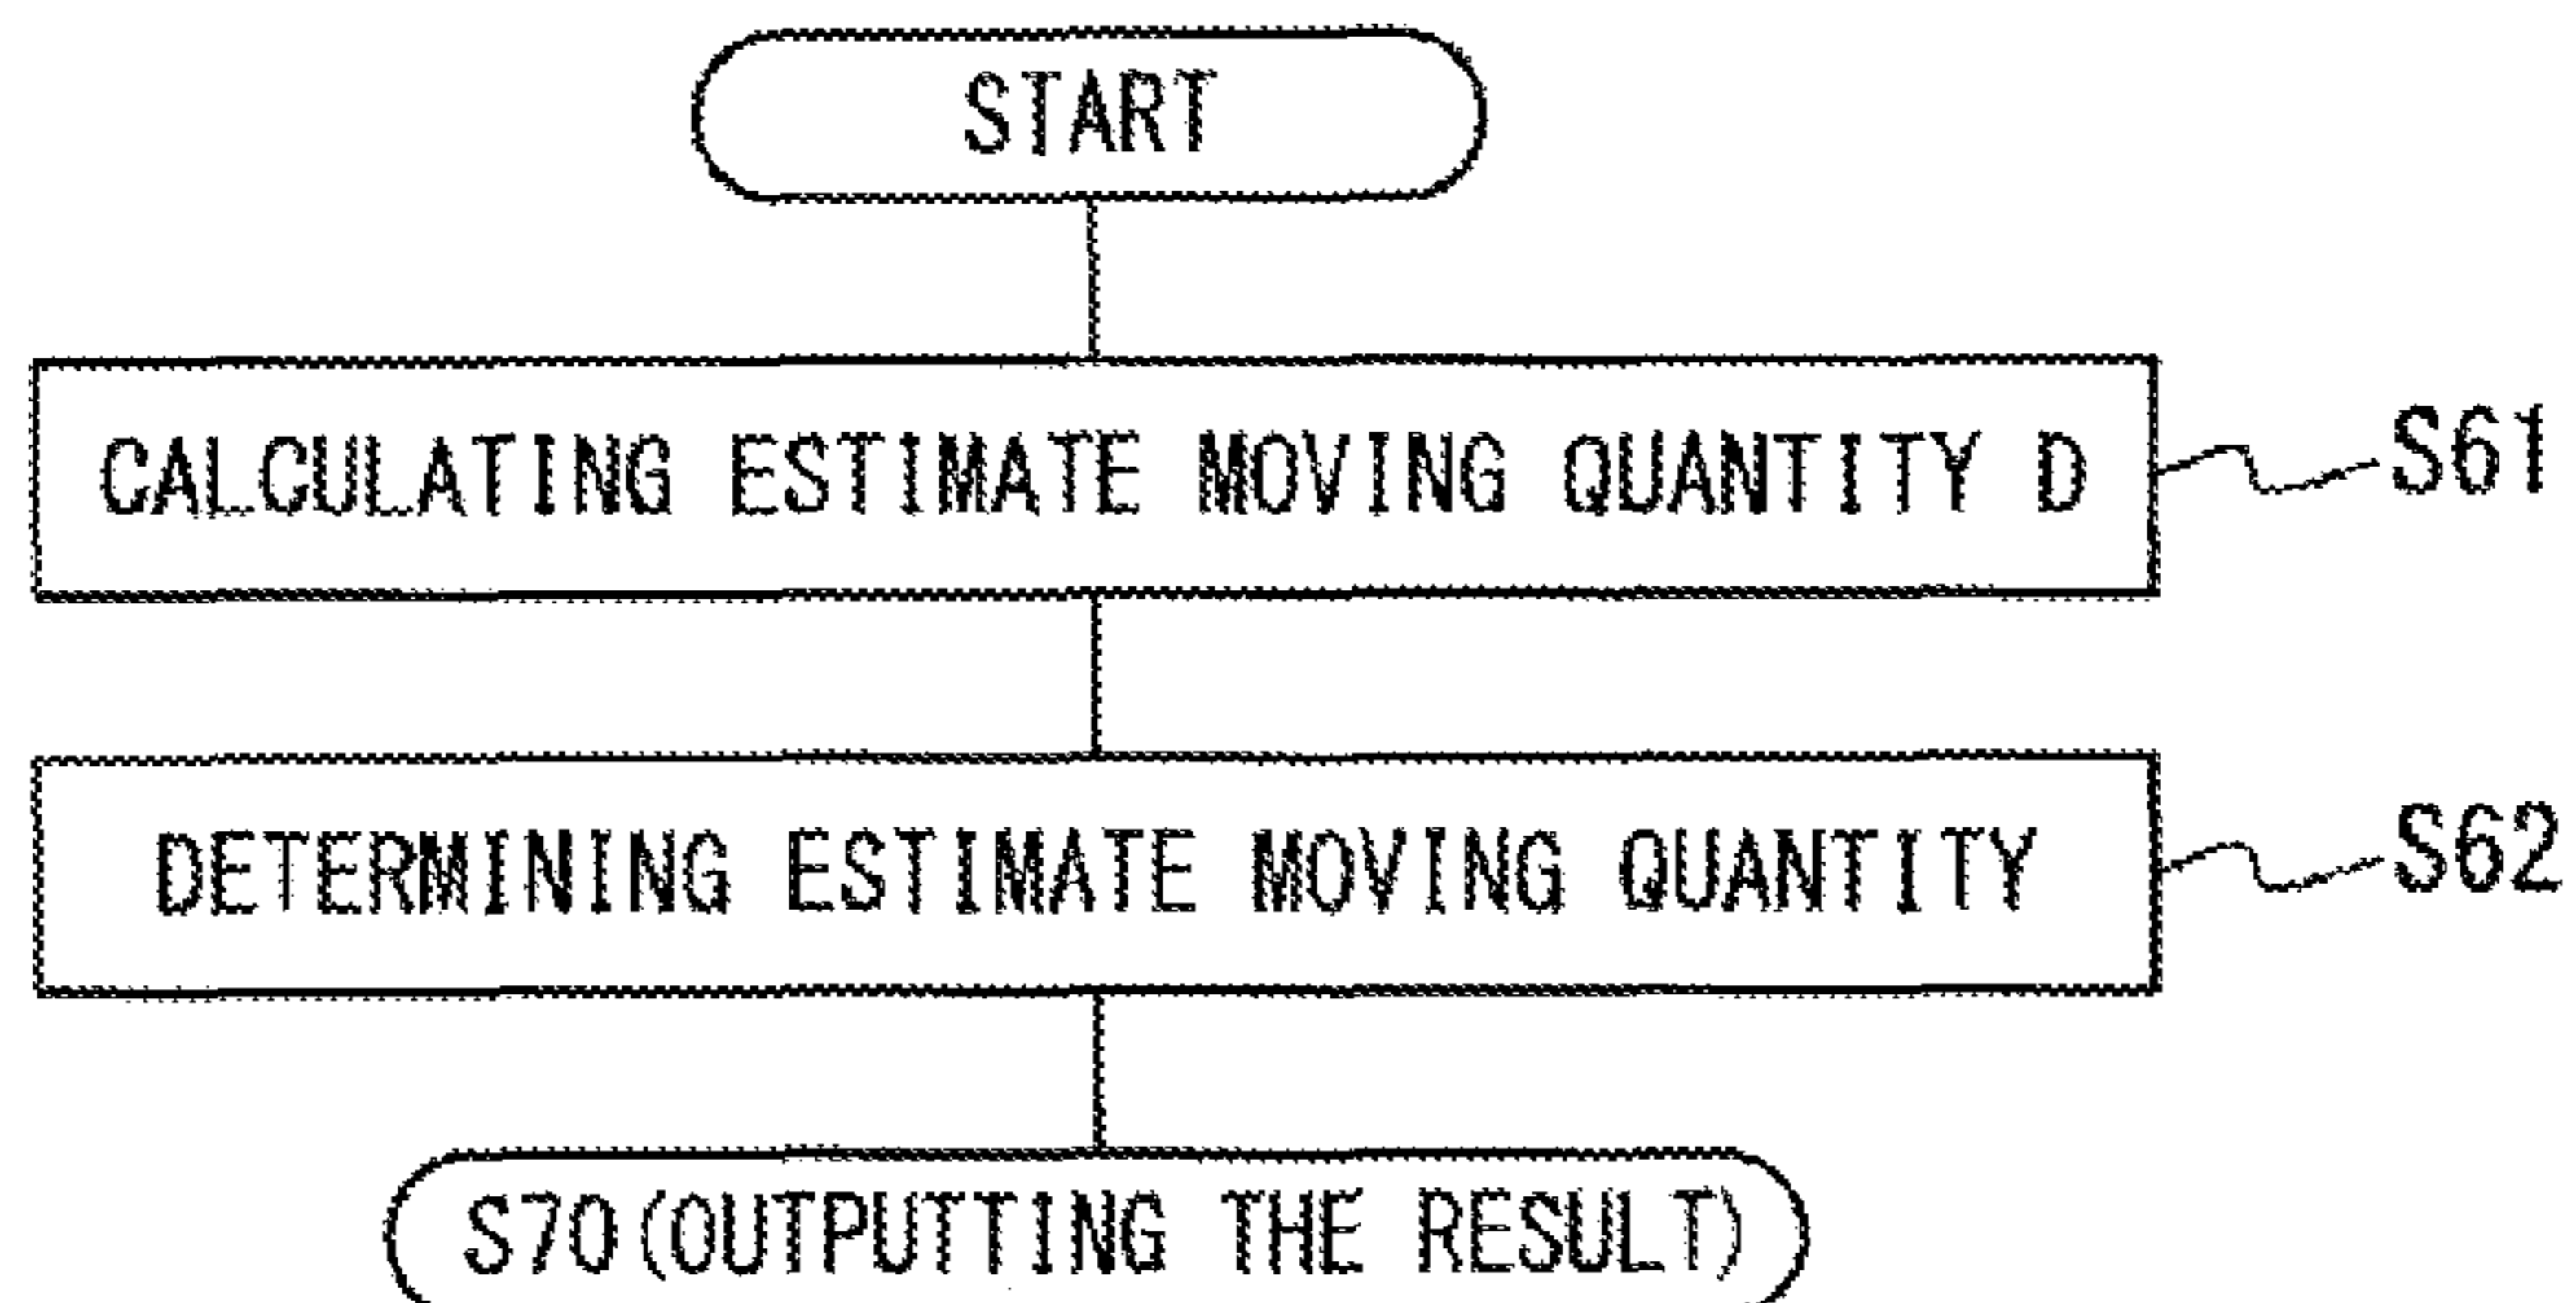 START
CALCULATING ESTIMATE MOVING QUANTITY D
S61
DETERMINING ESTIMATE MOVING QUANTITY
S62
S70(OUTPUTTING THE RESULT)